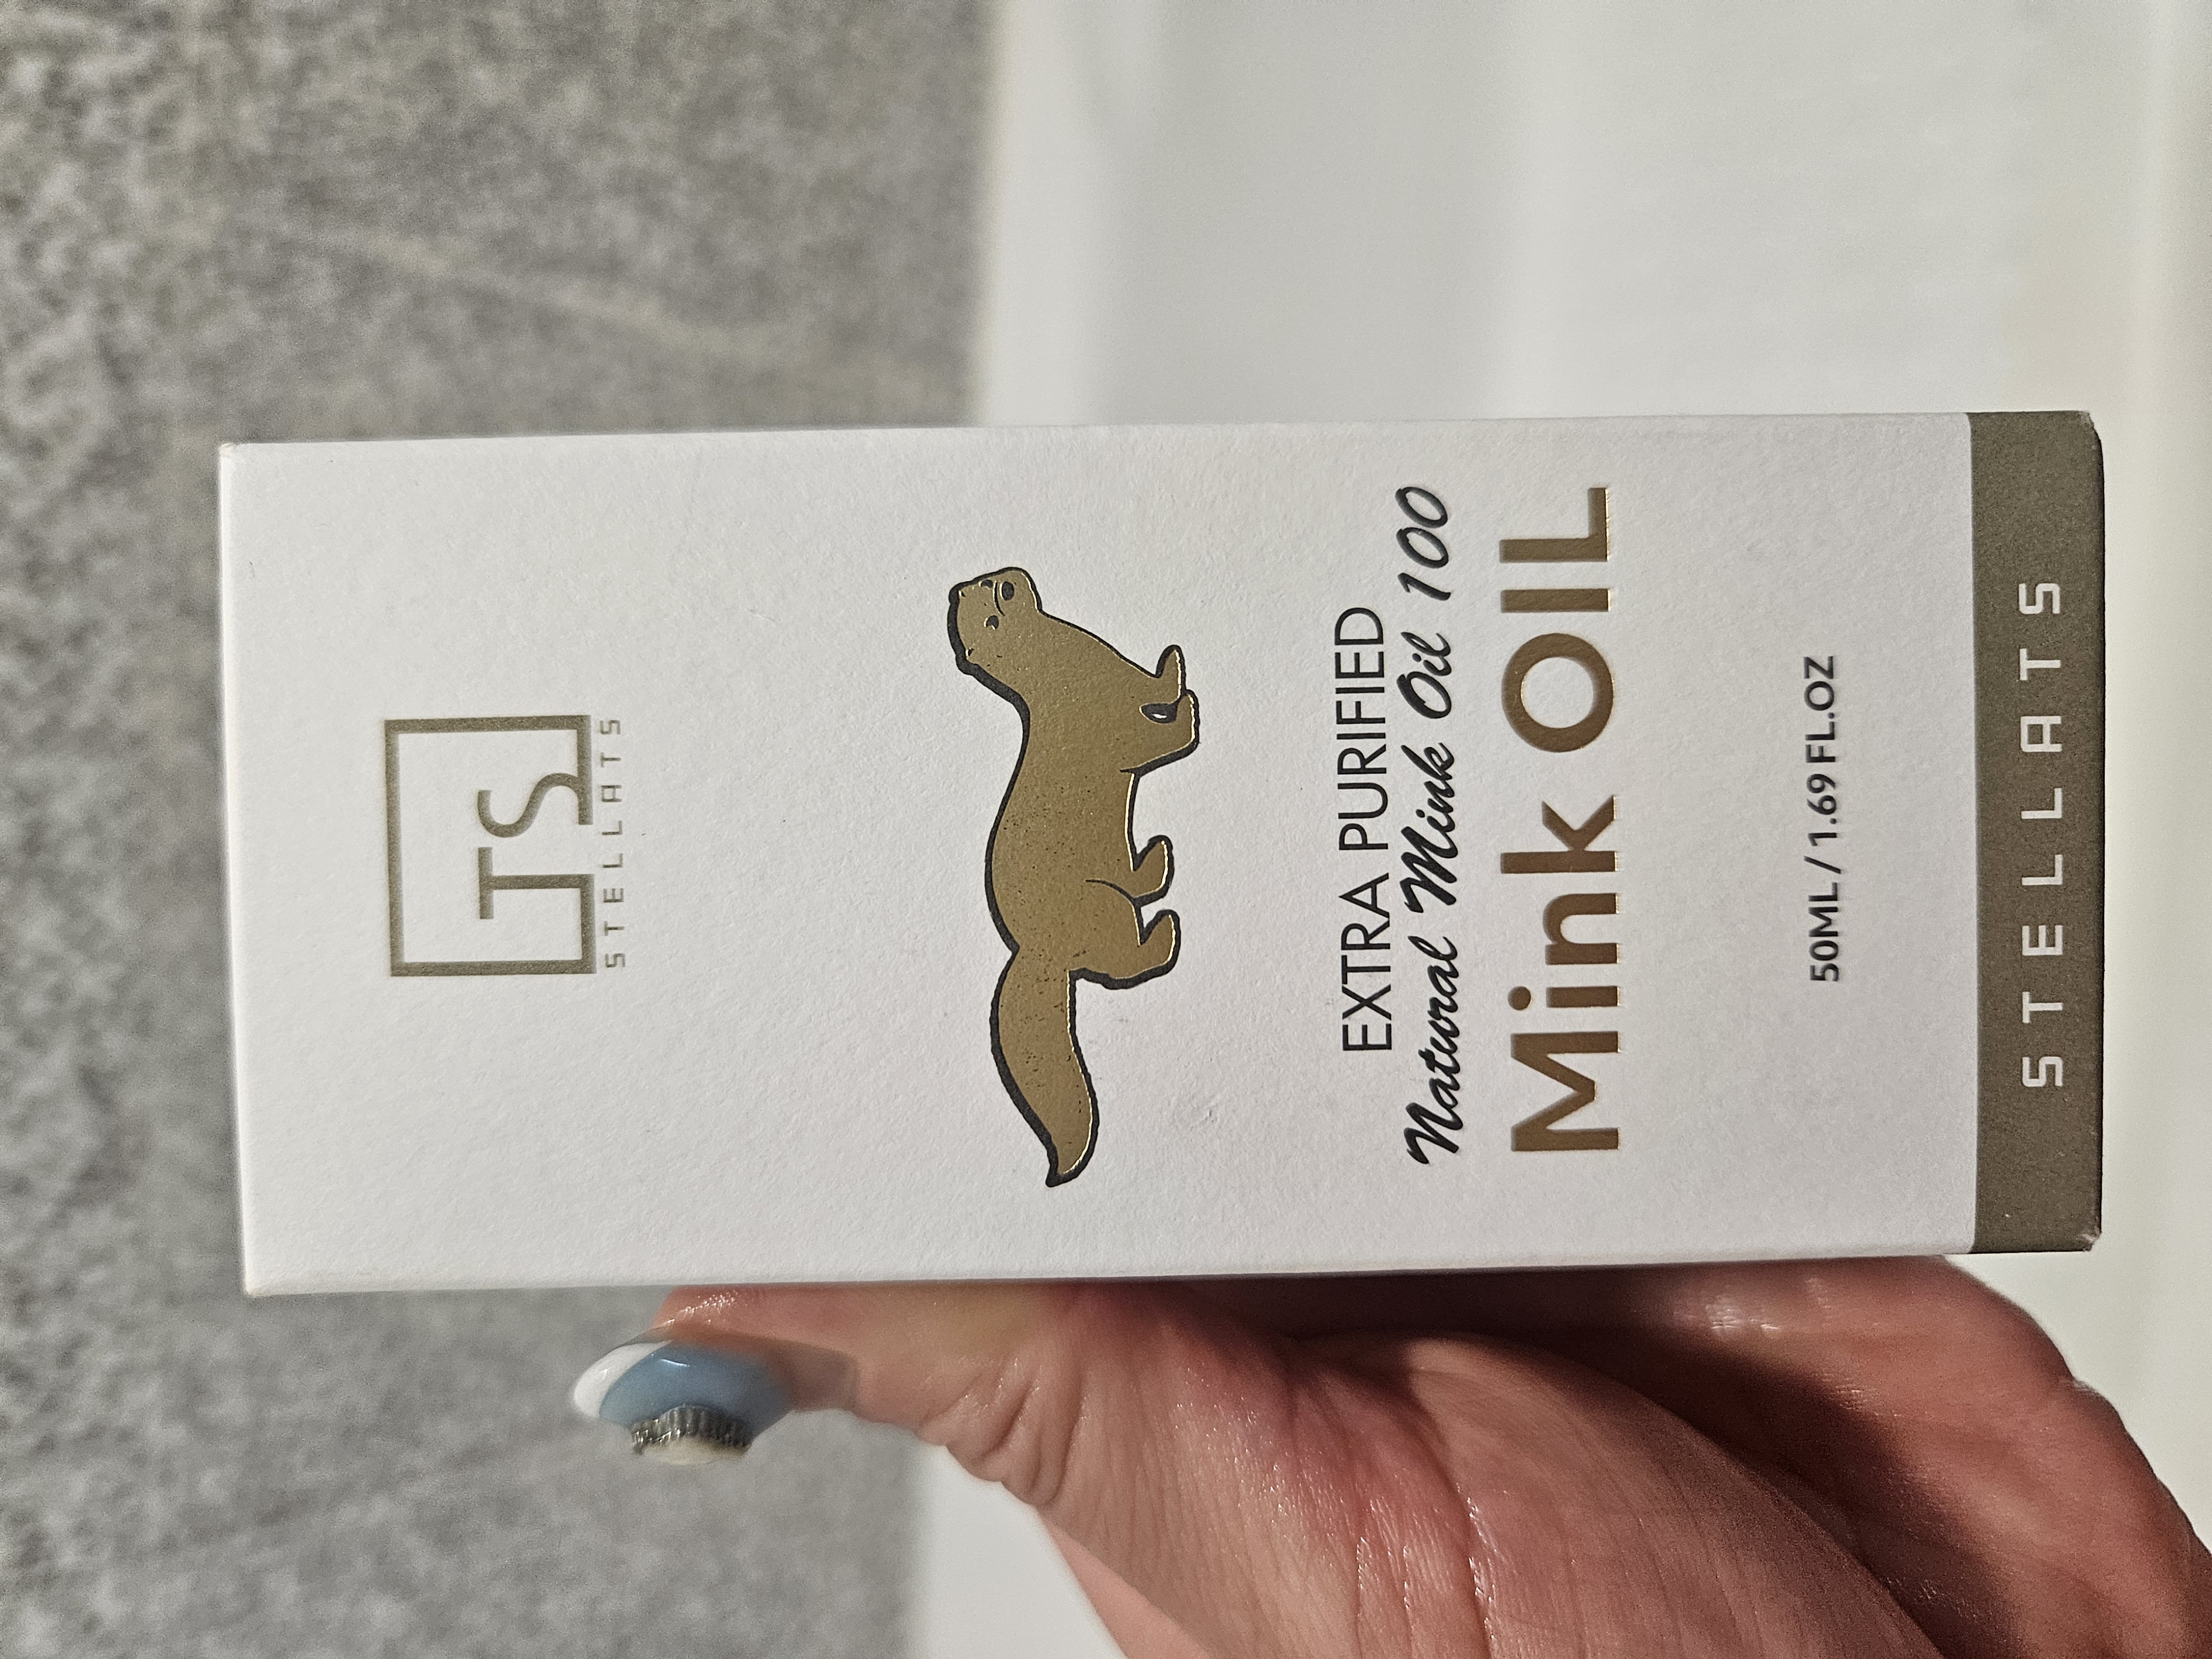 TS
STELLATS
EXTRA PURIFIED
Natural Mink Oil 100
Mink OIL
50ML / 1.69 FL.OZ
STELLATS